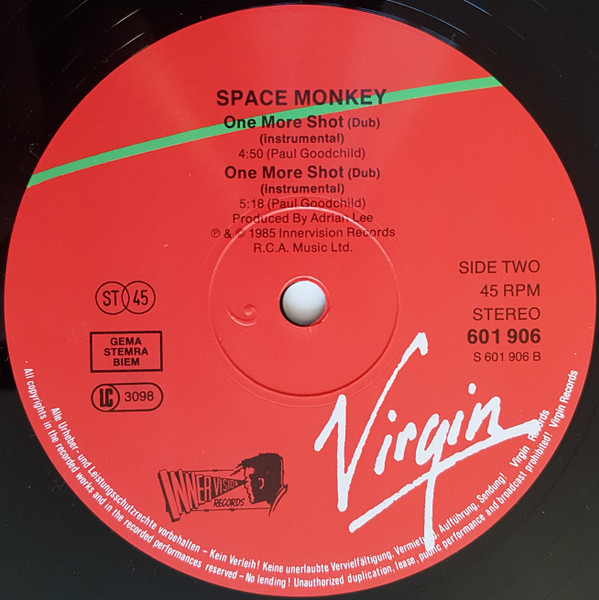 SPACE MONKEY
One More Shot (Dub)
(instrumental)
4:50 (Paul Goodchild)
One More Shot (Dub)
(instrumental)
5:18 (Paul Goodchild)
Produced By Adrian Lee
℗ & © 1985 Innervision Records
R.C.A. Music Ltd.
SIDE TWO
45 RPM
STEREO
601 906
S 601 906 B
ST 45
GEMA
STEMRA
BIEM
LC 3098
Virgin
INNERVISION
RECORDS
Alle Urheber- und Leistungsschutzrechte vorbehalten – Kein Verleih! Keine unerlaubte Vervielfältigung, Vermietung, Aufführung, Sendung! Virgin Records
All copyrights in the recorded works and in the recorded performances reserved – No lending! Unauthorized duplication, lease, public performance and broadcast prohibited! Virgin Records